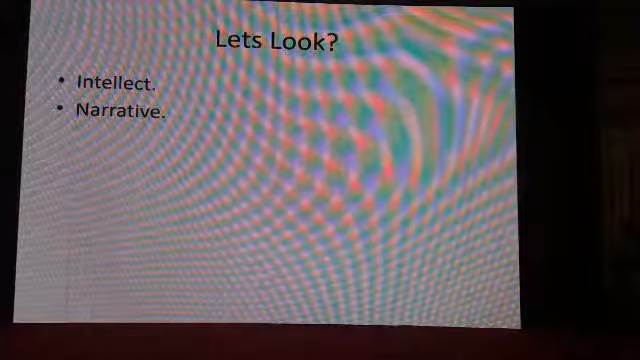 Lets Look?
• Intellect.
• Narrative.